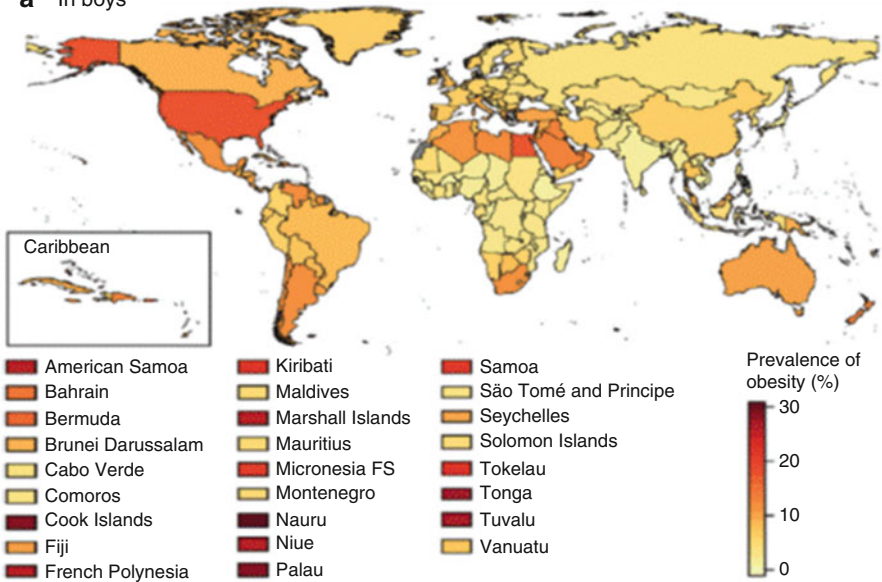 a In boys
Caribbean
American Samoa
Bahrain
Bermuda
Brunei Darussalam
Cabo Verde
Comoros
Cook Islands
Fiji
French Polynesia
Kiribati
Maldives
Marshall Islands
Mauritius
Micronesia FS
Montenegro
Nauru
Niue
Palau
Samoa
Säo Tomé and Principe
Seychelles
Solomon Islands
Tokelau
Tonga
Tuvalu
Vanuatu
Prevalence of
obesity (%)
30
20
10
0